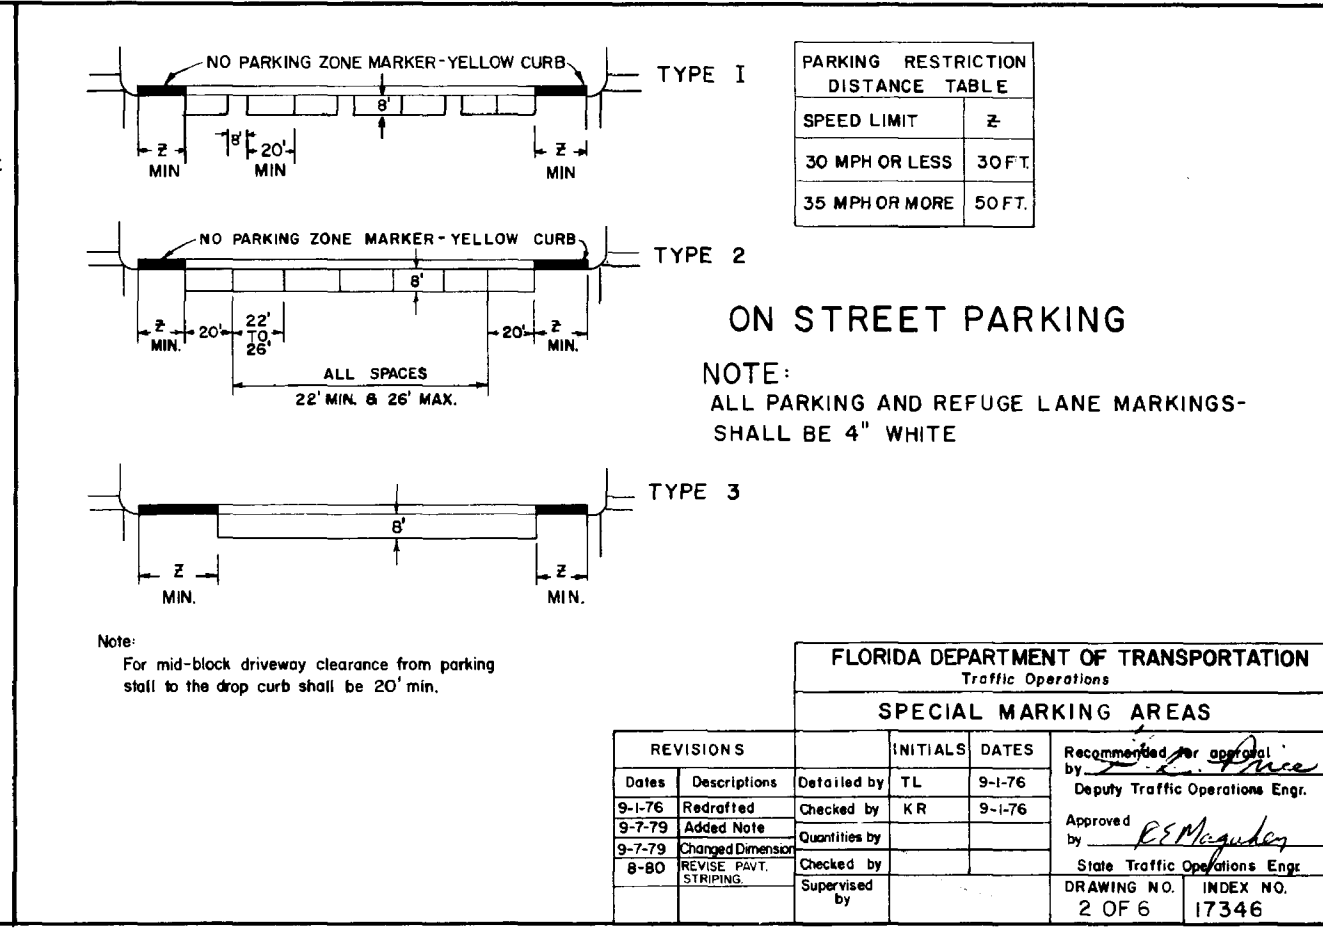 NO PARKING ZONE MARKER-YELLOW CURB
TYPE I
8'
Z
MIN
8'
20'
MIN
Z
MIN
NO PARKING ZONE MARKER-YELLOW CURB
TYPE 2
8'
Z
MIN.
20'
22'
TO
26'
20'
Z
MIN.
ALL SPACES
22' MIN. & 26' MAX.
TYPE 3
8'
Z
MIN.
Z
MIN.
Note:
For mid-block driveway clearance from parking
stall to the drop curb shall be 20' min.
PARKING RESTRICTION
DISTANCE TABLE
SPEED LIMIT Z
30 MPH OR LESS 30 FT.
35 MPH OR MORE 50 FT.
ON STREET PARKING
NOTE:
ALL PARKING AND REFUGE LANE MARKINGS-
SHALL BE 4" WHITE
FLORIDA DEPARTMENT OF TRANSPORTATION
Traffic Operations
SPECIAL MARKING AREAS
REVISIONS
Dates Descriptions
9-1-76 Redrafted
9-7-79 Added Note
9-7-79 Changed Dimension
8-80 REVISE PAVT.
STRIPING.
INITIALS DATES
Detailed by TL 9-1-76
Checked by KR 9-1-76
Quantities by
Checked by
Supervised
by
Recommended for approval
by Price
Deputy Traffic Operations Engr.
Approved
by
State Traffic Operations Engr.
DRAWING NO.
2 OF 6
INDEX NO.
17346